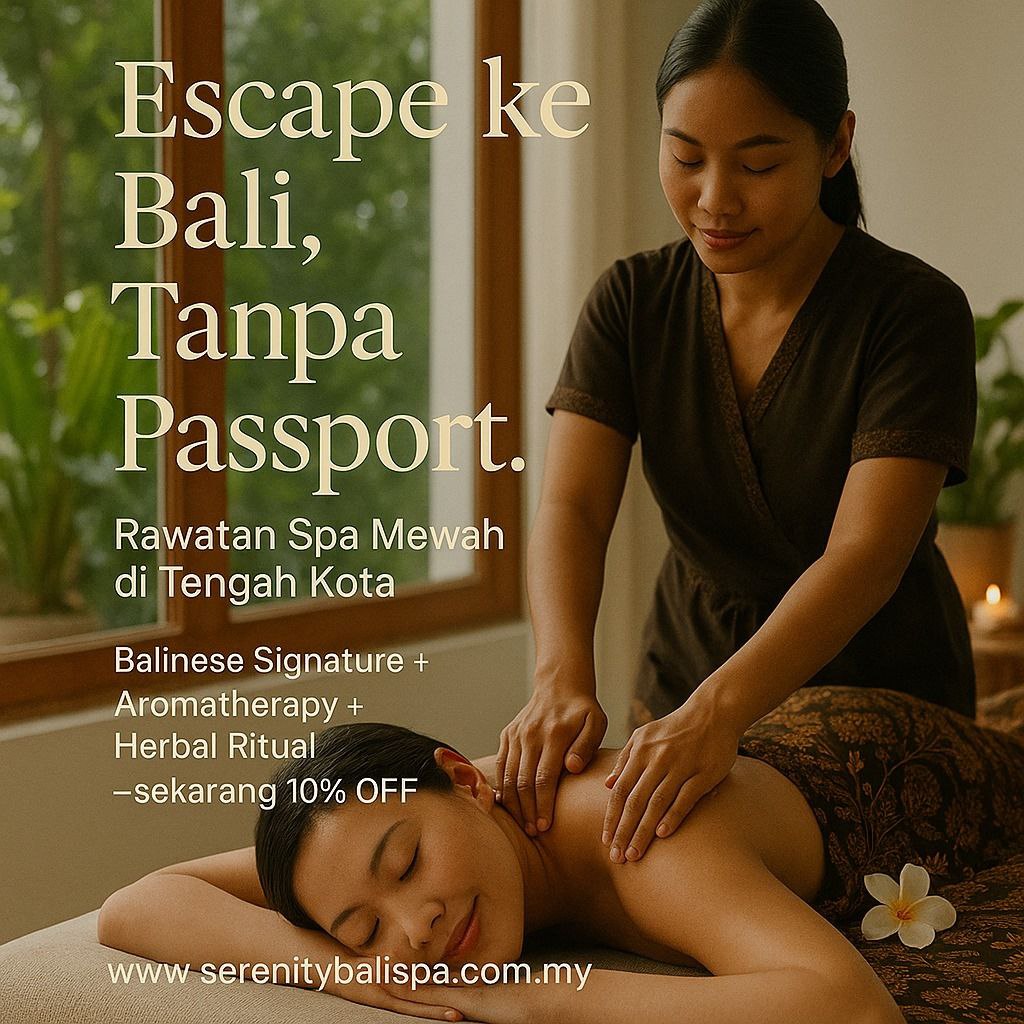 Escape ke
Bali,
Tanpa
Passport.
Rawatan Spa Mewah
di Tengah Kota
Balinese Signature +
Aromatherapy +
Herbal Ritual
–sekarang 10% OFF
www serenitybalispa.com.my